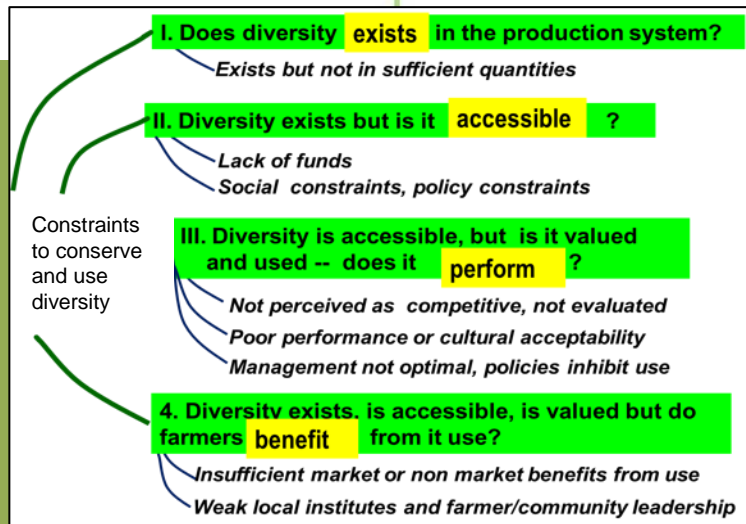 I. Does diversity exists in the production system?
Exists but not in sufficient quantities
II. Diversity exists but is it accessible ?
Lack of funds
Social constraints, policy constraints
Constraints
to conserve
and use
diversity
III. Diversity is accessible, but is it valued
and used -- does it perform ?
Not perceived as competitive, not evaluated
Poor performance or cultural acceptability
Management not optimal, policies inhibit use
4. Diversity exists, is accessible, is valued but do
farmers benefit from it use?
Insufficient market or non market benefits from use
Weak local institutes and farmer/community leadership